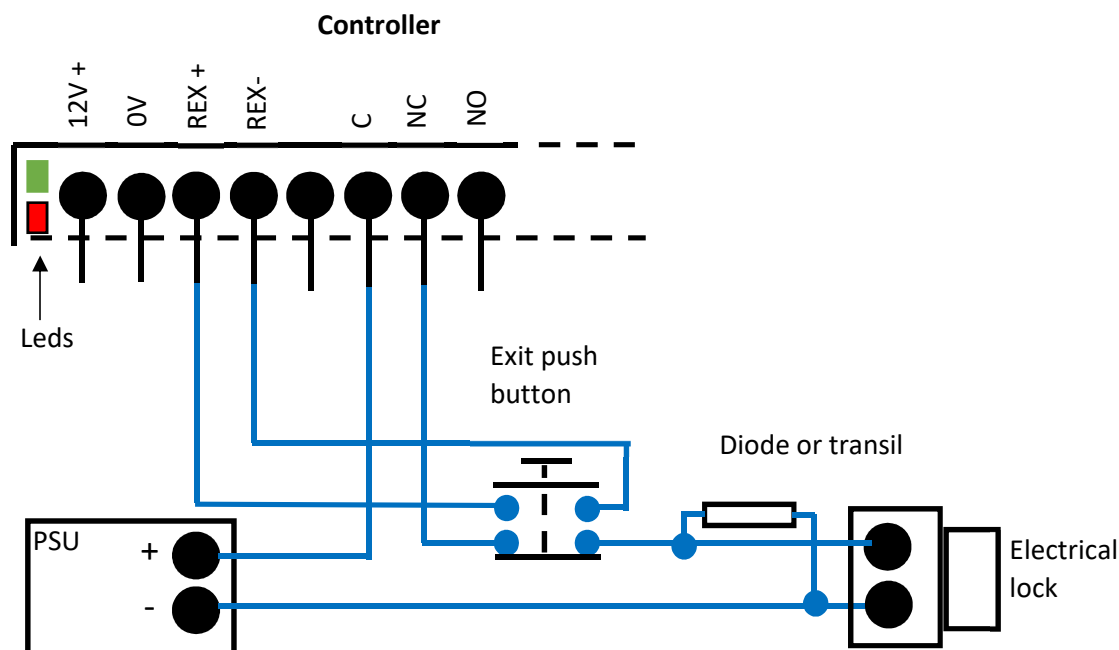 Controller
12V +
0V
REX +
REX-
C
NC
NO
Leds
Exit push
button
Diode or transil
PSU
+
-
Electrical
lock